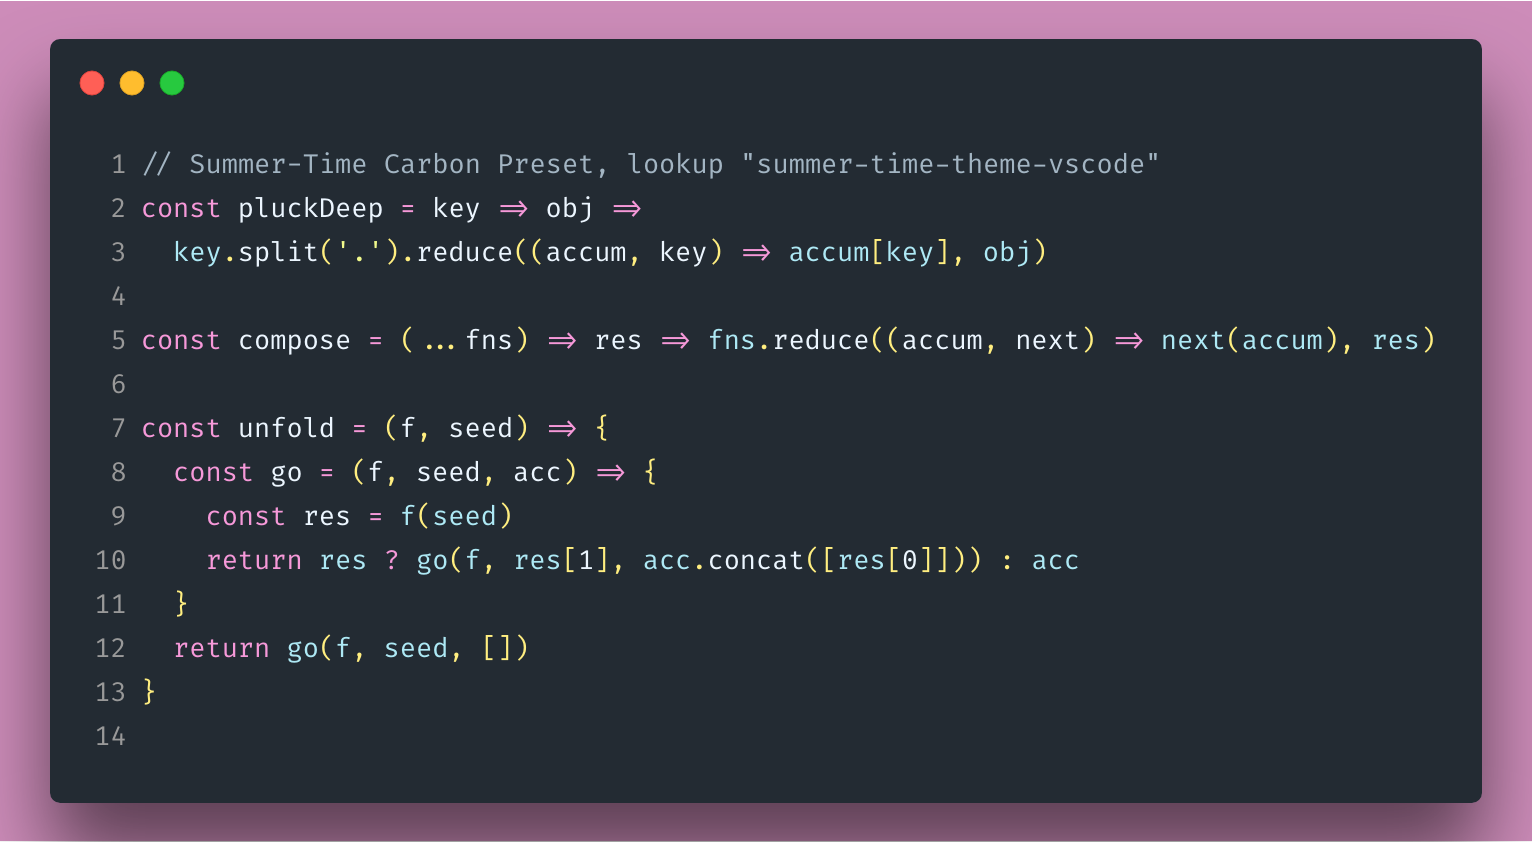 1 // Summer-Time Carbon Preset, lookup "summer-time-theme-vscode"
2 const pluckDeep = key => obj =>
3   key.split('.').reduce((accum, key) => accum[key], obj)
4
5 const compose = (...fns) => res => fns.reduce((accum, next) => next(accum), res)
6
7 const unfold = (f, seed) => {
8   const go = (f, seed, acc) => {
9     const res = f(seed)
10     return res ? go(f, res[1], acc.concat([res[0]])) : acc
11   }
12   return go(f, seed, [])
13 }
14